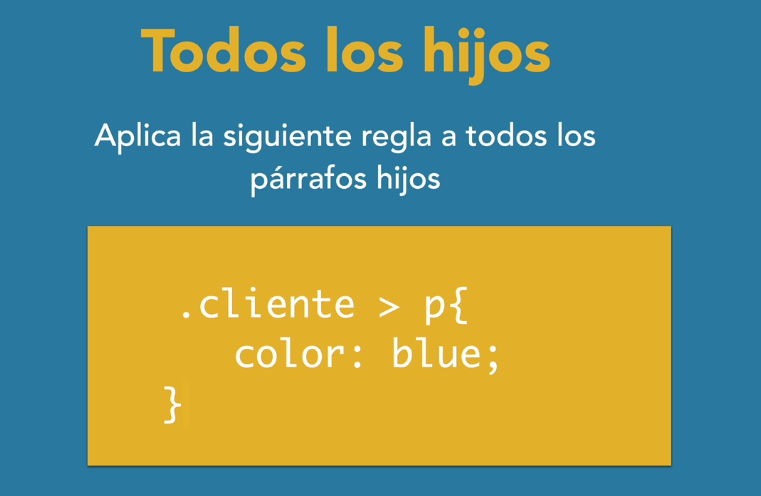 Todos los hijos
Aplica la siguiente regla a todos los
párrafos hijos
.cliente > p{
color: blue;
}